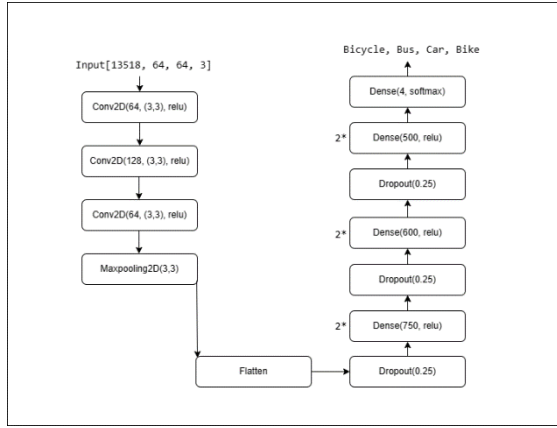 Input[13518, 64, 64, 3]
Conv2D(64, (3,3), relu)
Conv2D(128, (3,3), relu)
Conv2D(64, (3,3), relu)
Maxpooling2D(3,3)
Flatten
Dropout(0.25)
2* Dense(750, relu)
Dropout(0.25)
2* Dense(600, relu)
Dropout(0.25)
2* Dense(500, relu)
Dense(4, softmax)
Bicycle, Bus, Car, Bike